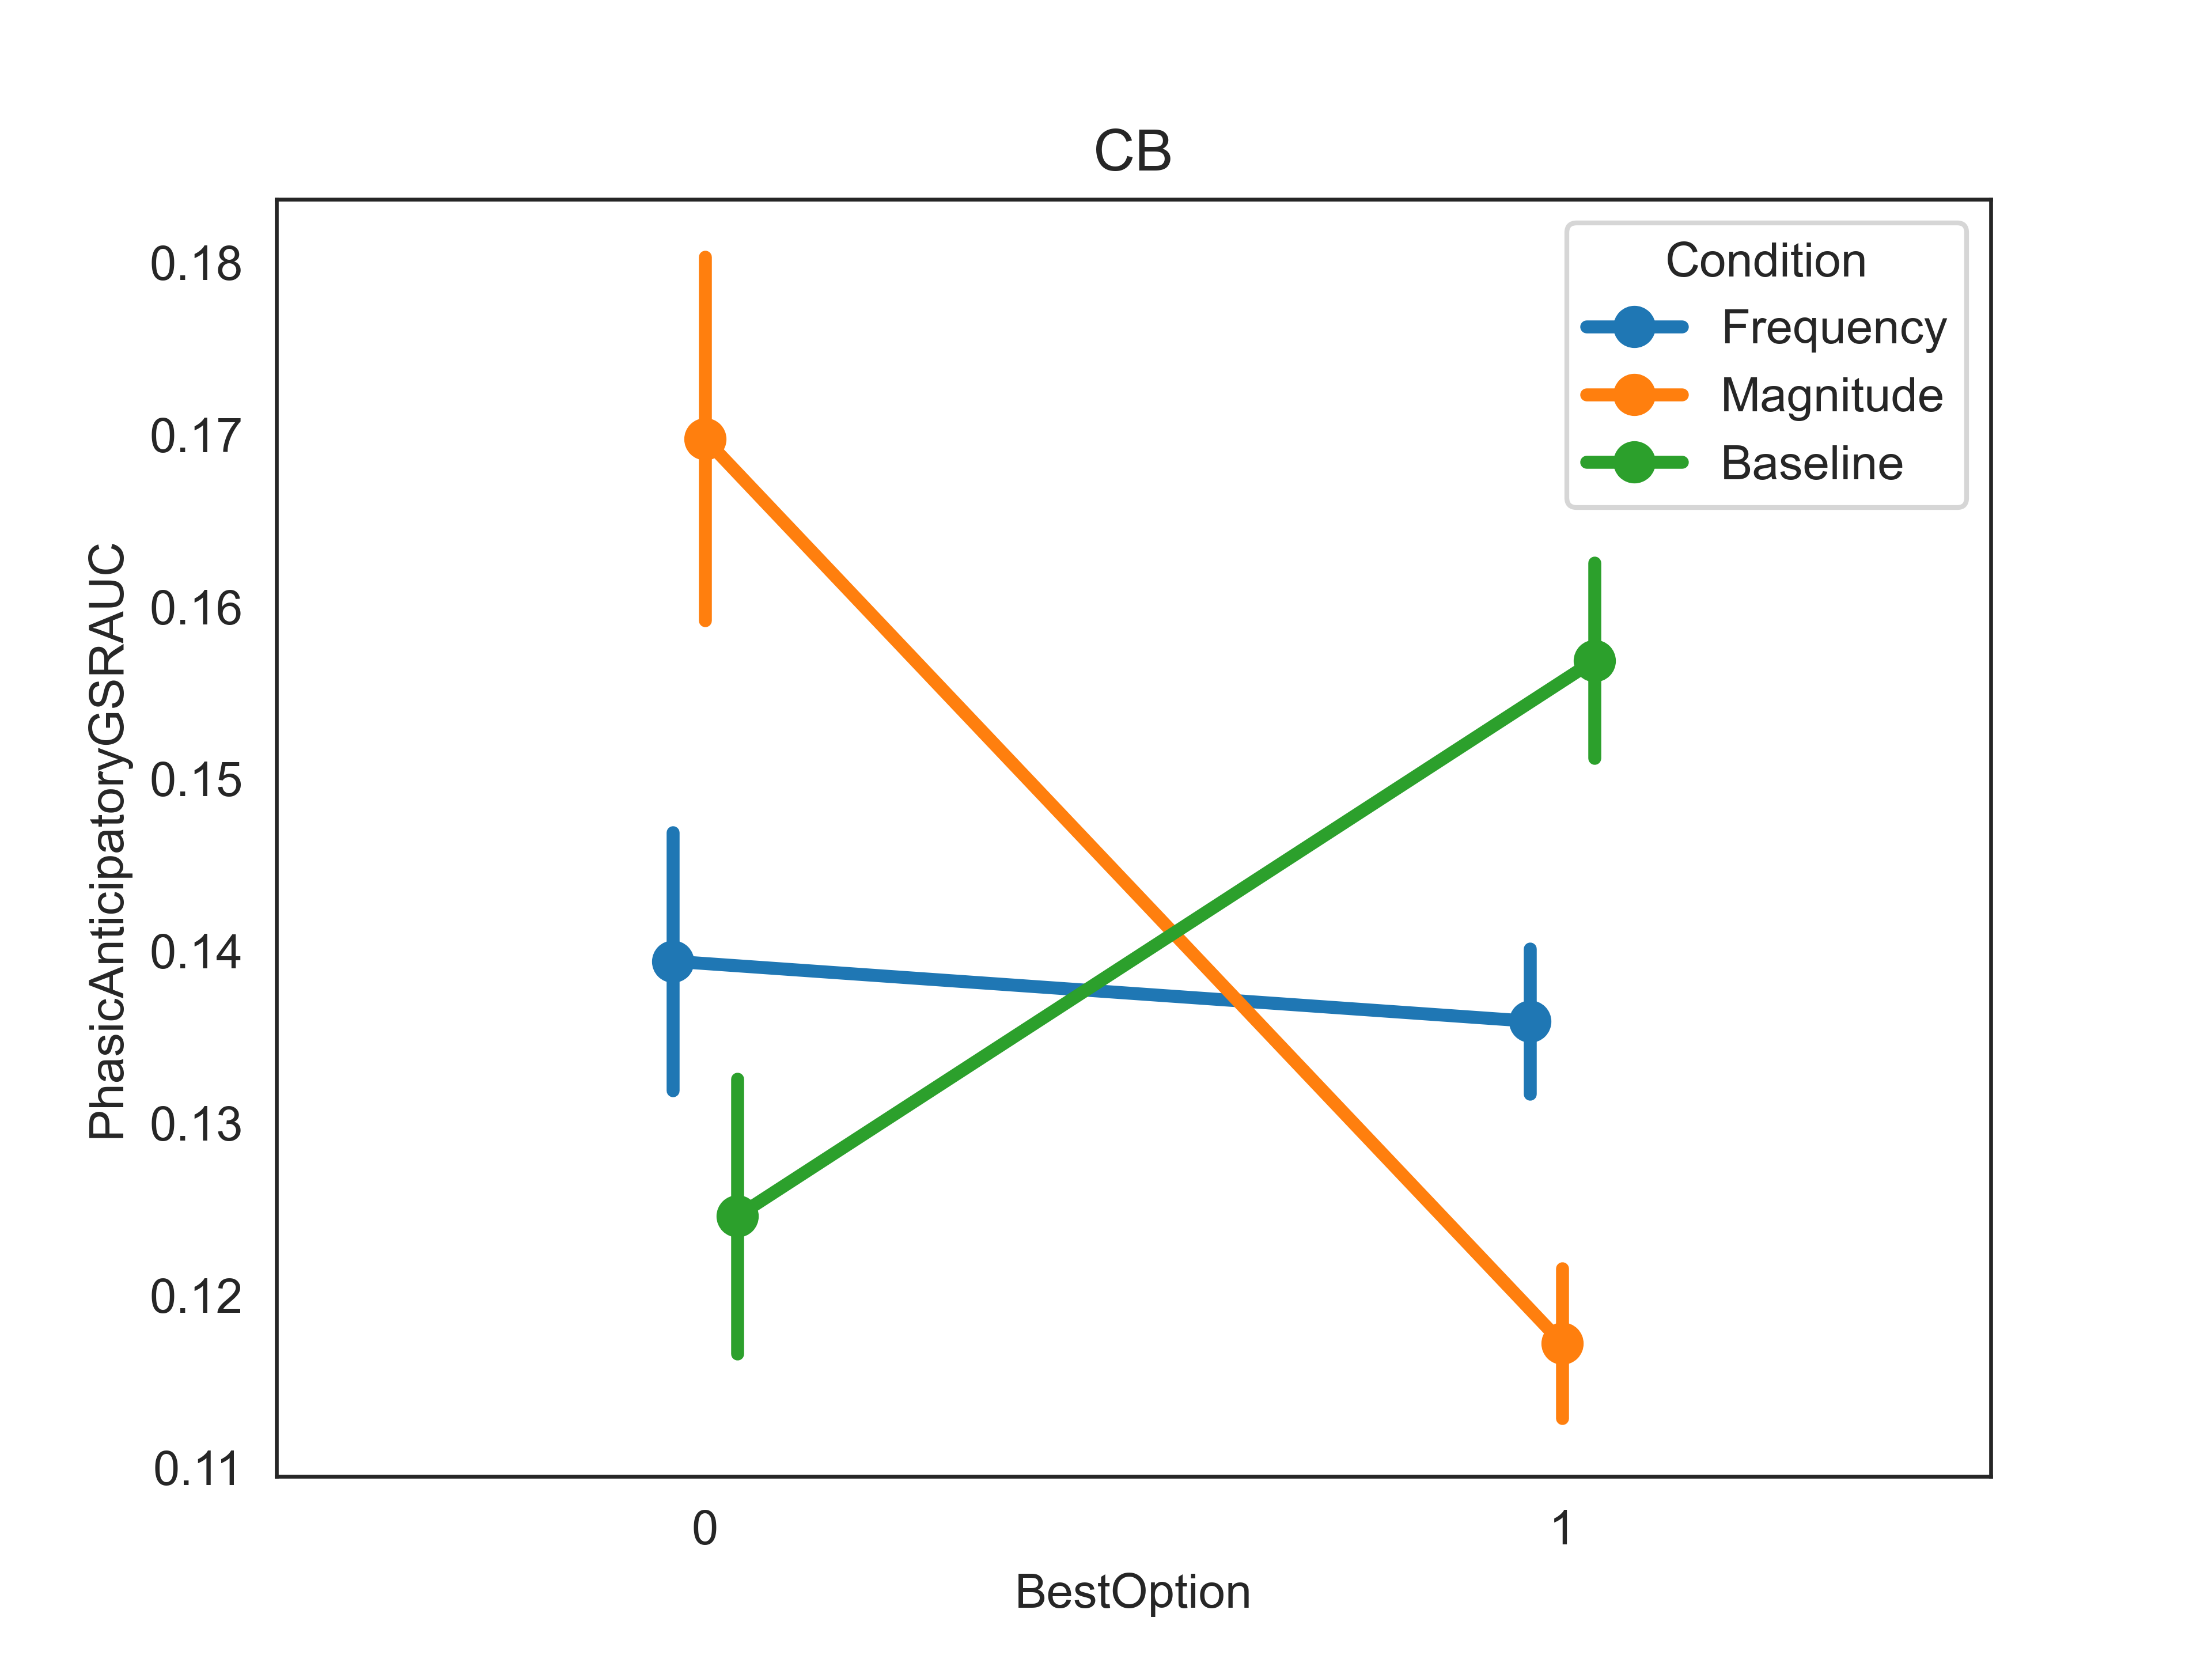 CB
PhasicAnticipatoryGSRAUC
0.18
0.17
0.16
0.15
0.14
0.13
0.12
0.11
Condition
Frequency
Magnitude
Baseline
0
1
BestOption